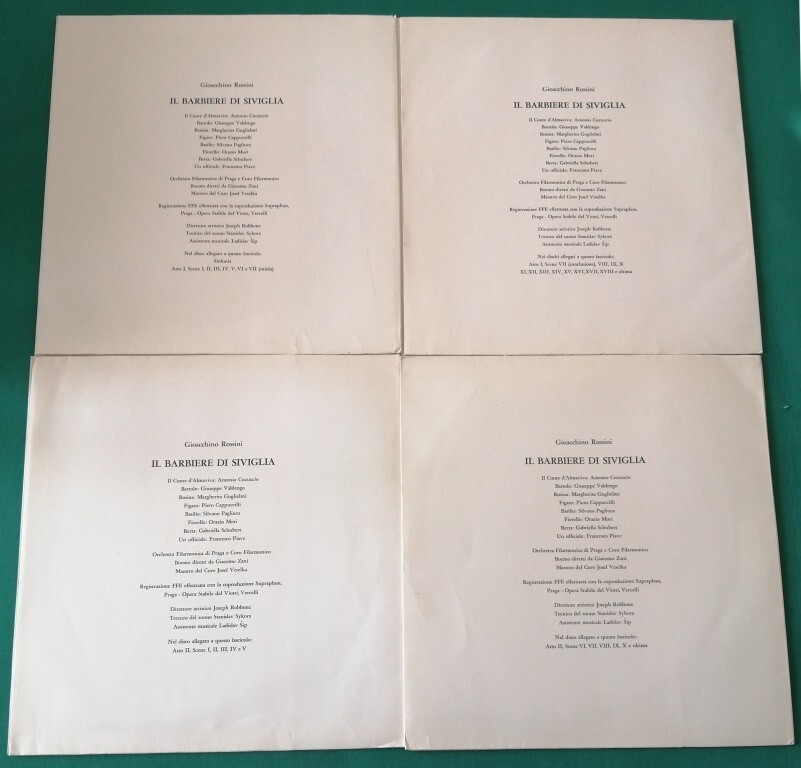 Gioacchino Rossini
IL BARBIERE DI SIVIGLIA
Il Conte d'Almaviva: Antonio Cucuccio
Bartolo: Giuseppe Valdengo
Rosina: Margherita Guglielmi
Figaro: Piero Cappuccilli
Basilio: Silvano Pagliuca
Fiorello: Orazio Mori
Berta: Gabriella Schubert
Un ufficiale: Francesco Piave
Orchestra Filarmonica di Praga e Coro Filarmonico
Boemo diretti da Giacomo Zani
Maestro del Coro Josef Veselka
Registrazione FFE effettuata con la coproduzione Supraphon,
Praga - Opera Stabile del Viotti, Vercelli
Direttore artistico Joseph Robbone
Tecnico del suono Stanislav Sykora
Assistente musicale Ladislav Šip
Nel disco allegato a questo fascicolo:
Sinfonia
Atto I, Scene I, II, III, IV, V, VI e VII (inizio)
Gioacchino Rossini
IL BARBIERE DI SIVIGLIA
Il Conte d'Almaviva: Antonio Cucuccio
Bartolo: Giuseppe Valdengo
Rosina: Margherita Guglielmi
Figaro: Piero Cappuccilli
Basilio: Silvano Pagliuca
Fiorello: Orazio Mori
Berta: Gabriella Schubert
Un ufficiale: Francesco Piave
Orchestra Filarmonica di Praga e Coro Filarmonico
Boemo diretti da Giacomo Zani
Maestro del Coro Josef Veselka
Registrazione FFE effettuata con la coproduzione Supraphon,
Praga - Opera Stabile del Viotti, Vercelli
Direttore artistico Joseph Robbone
Tecnico del suono Stanislav Sykora
Assistente musicale Ladislav Šip
Nei dischi allegati a questo fascicolo:
Atto I, Scene VII (conclusione), VIII, IX, X
XI, XII, XIII, XIV, XV, XVI, XVII, XVIII e ultima
Gioacchino Rossini
IL BARBIERE DI SIVIGLIA
Il Conte d'Almaviva: Antonio Cucuccio
Bartolo: Giuseppe Valdengo
Rosina: Margherita Guglielmi
Figaro: Piero Cappuccilli
Basilio: Silvano Pagliuca
Fiorello: Orazio Mori
Berta: Gabriella Schubert
Un ufficiale: Francesco Piave
Orchestra Filarmonica di Praga e Coro Filarmonico
Boemo diretti da Giacomo Zani
Maestro del Coro Josef Veselka
Registrazione FFE effettuata con la coproduzione Supraphon,
Praga - Opera Stabile del Viotti, Vercelli
Direttore artistico Joseph Robbone
Tecnico del suono Stanislav Sykora
Assistente musicale Ladislav Šip
Nel disco allegato a questo fascicolo:
Atto II, Scene I, II, III, IV e V
Gioacchino Rossini
IL BARBIERE DI SIVIGLIA
Il Conte d'Almaviva: Antonio Cucuccio
Bartolo: Giuseppe Valdengo
Rosina: Margherita Guglielmi
Figaro: Piero Cappuccilli
Basilio: Silvano Pagliuca
Fiorello: Orazio Mori
Berta: Gabriella Schubert
Un ufficiale: Francesco Piave
Orchestra Filarmonica di Praga e Coro Filarmonico
Boemo diretti da Giacomo Zani
Maestro del Coro Josef Veselka
Registrazione FFE effettuata con la coproduzione Supraphon,
Praga - Opera Stabile del Viotti, Vercelli
Direttore artistico Joseph Robbone
Tecnico del suono Stanislav Sykora
Assistente musicale Ladislav Šip
Nel disco allegato a questo fascicolo:
Atto II, Scene VI, VII, VIII, IX, X e ultima